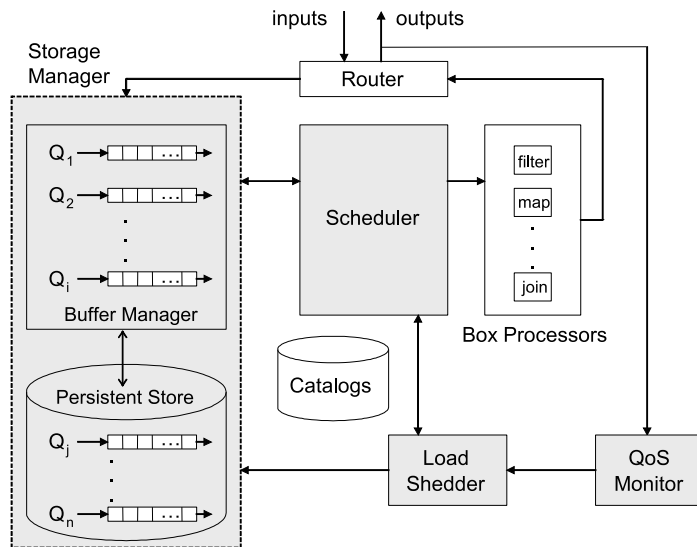 inputs outputs
Storage
Manager
Router
Q1 ...
Q2 ...
Qi ...
Buffer Manager
Scheduler
filter
map
join
Box Processors
Persistent Store
Catalogs
Qj ...
Qn ...
Load
Shedder
QoS
Monitor